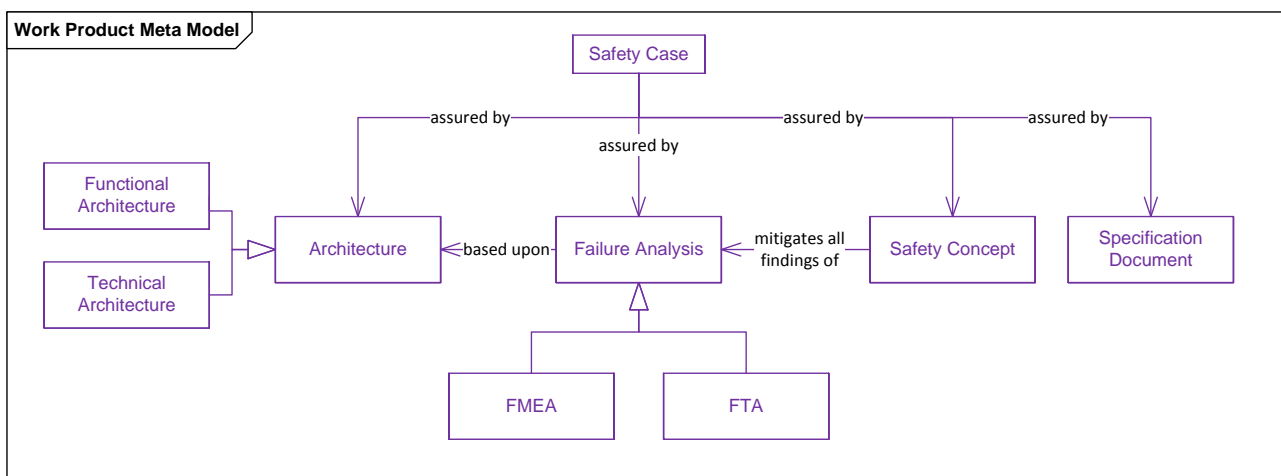 Work Product Meta Model
Safety Case
assured by
assured by
assured by
assured by
Functional
Architecture
Architecture
based upon
Failure Analysis
mitigates all
findings of
Safety Concept
Specification
Document
Technical
Architecture
FMEA
FTA